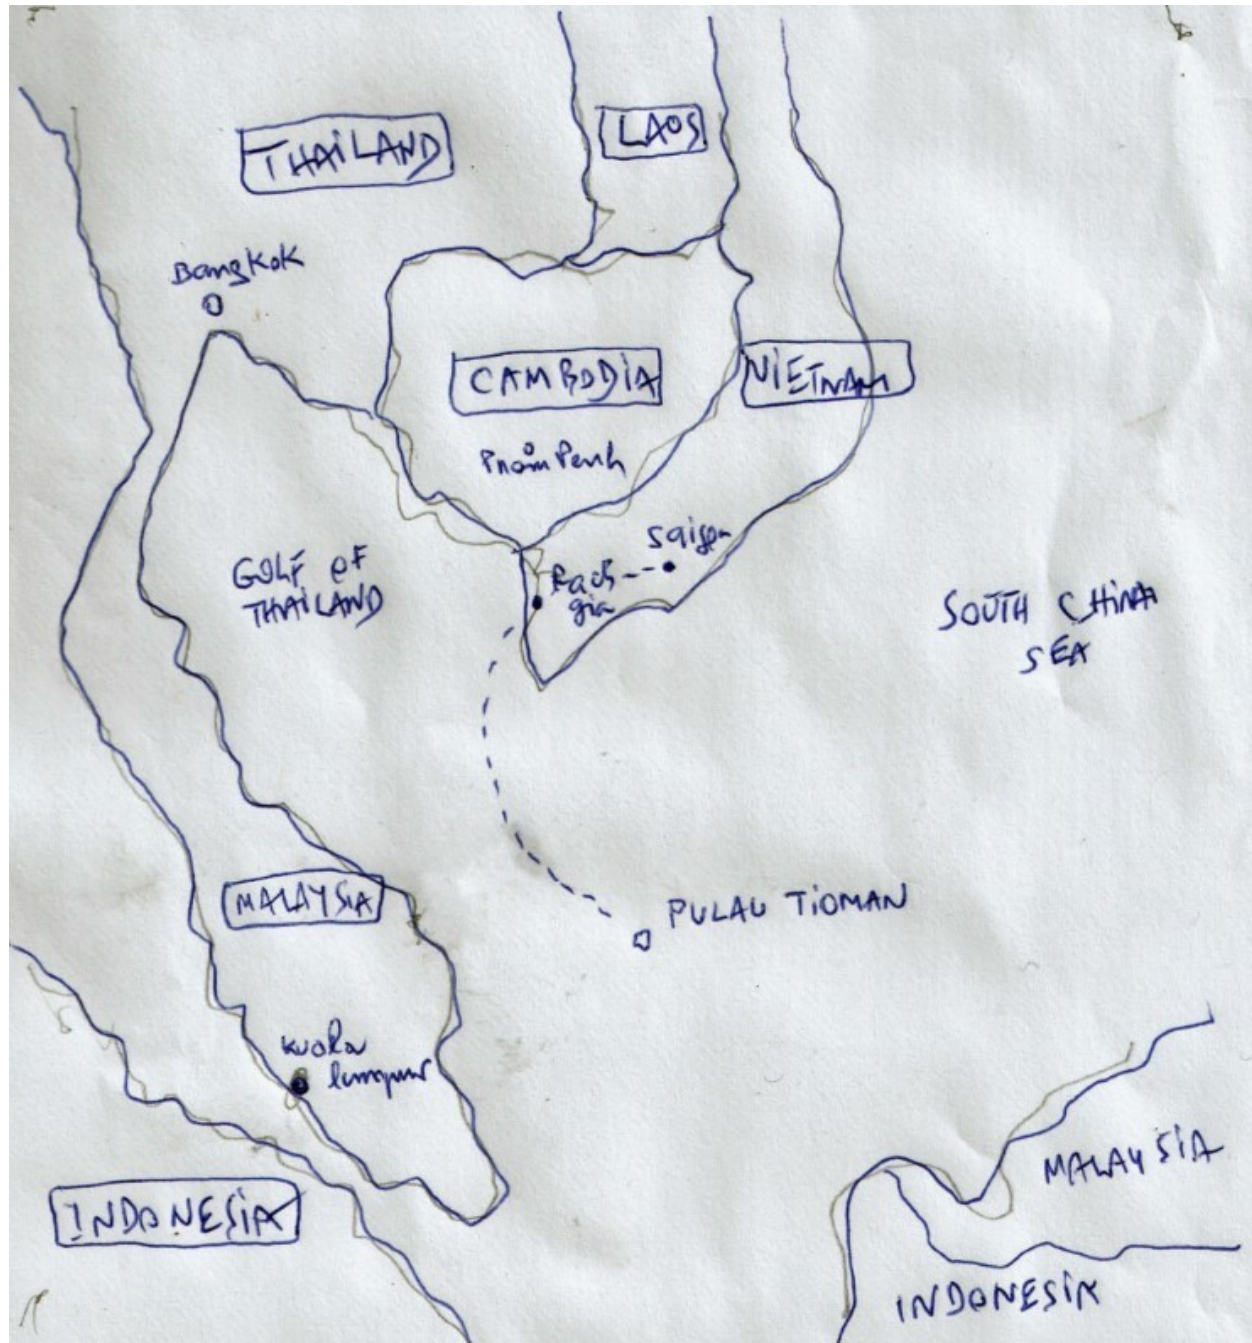 THAILAND
LAOS
Bangkok
CAMBODIA
VIETNAM
Pnom Penh
Saigon
Rach
gia
GOLF OF
THAILAND
SOUTH CHINA
SEA
MALAYSIA
PULAU TIOMAN
Kuala
lumpur
MALAYSIA
INDONESIA
INDONESIA